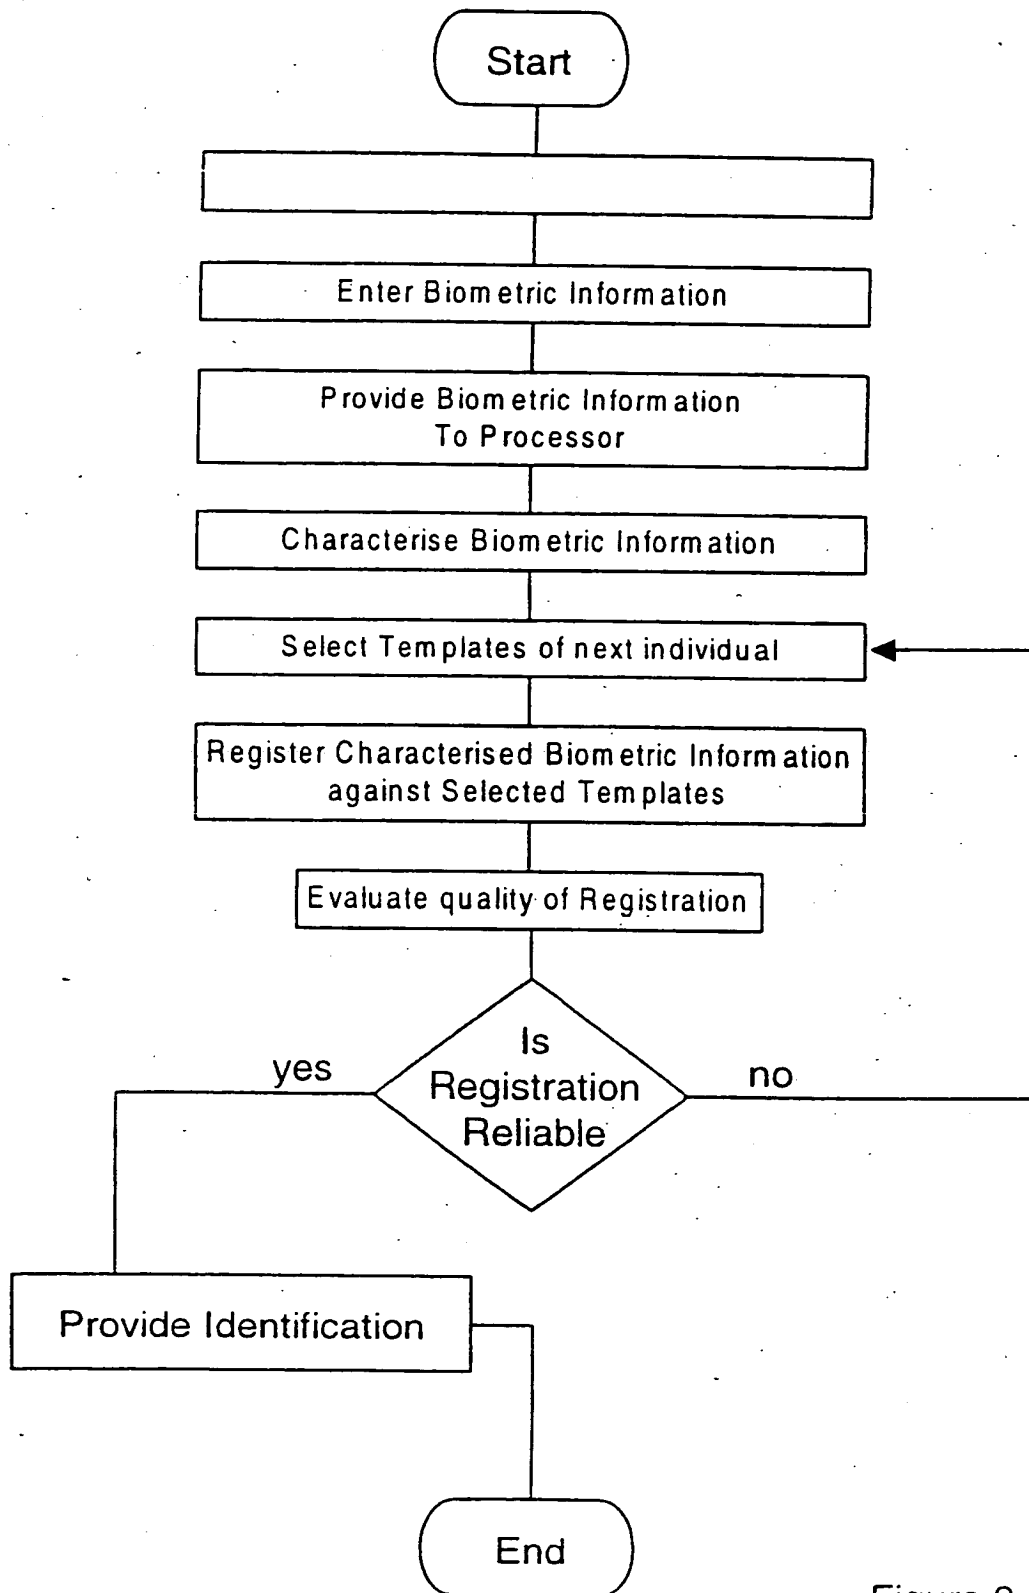 Start
Enter Biometric Information
Provide Biometric Information
To Processor
Characterise Biometric Information
Select Templates of next individual
Register Characterised Biometric Information
against Selected Templates
Evaluate quality of Registration
Is
Registration
Reliable
yes
no
Provide Identification
End
Figure